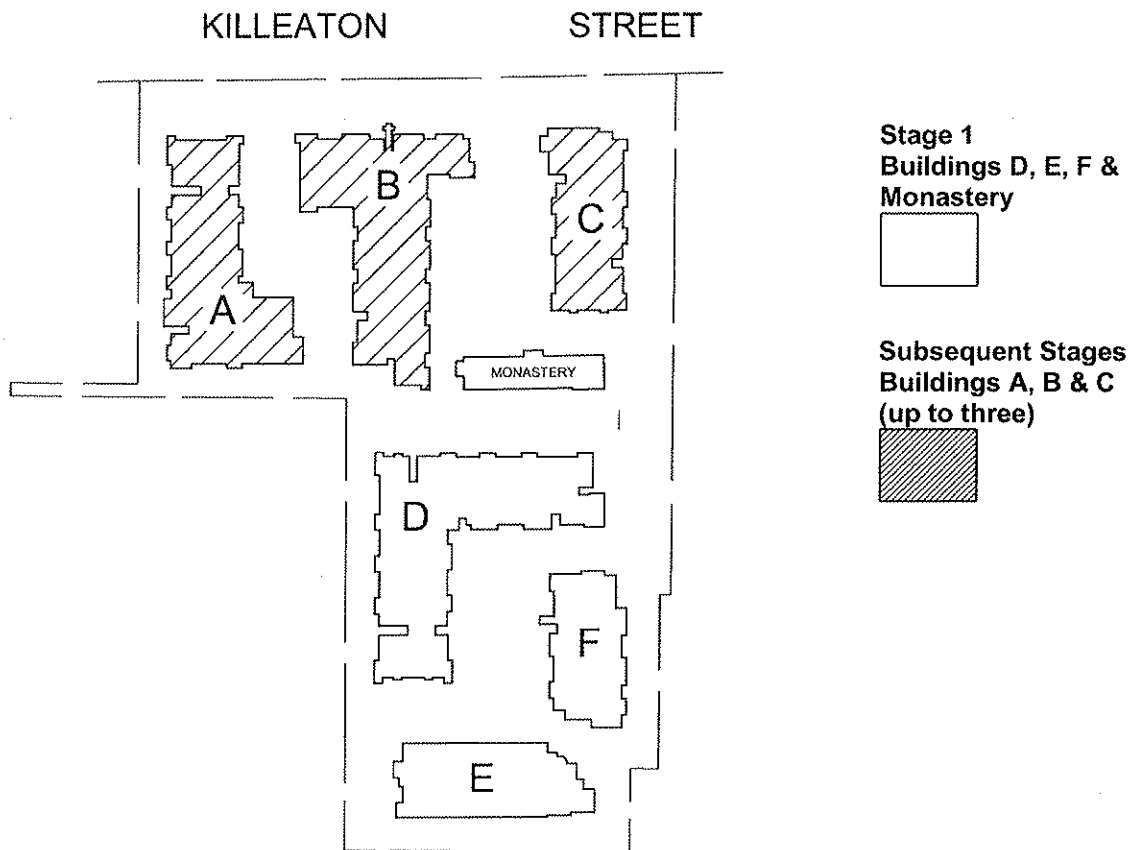 KILLEATON STREET
A
B
C
MONASTERY
D
F
E
Stage 1
Buildings D, E, F &
Monastery
Subsequent Stages
Buildings A, B & C
(up to three)